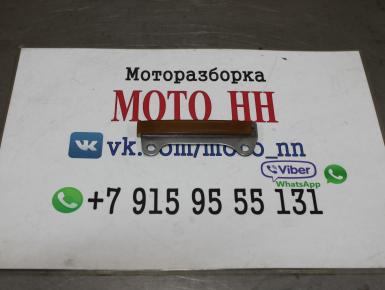 Моторазборка
МОТО НН
vk.com/moto_nn
Viber
WhatsApp
+7 915 95 55 131